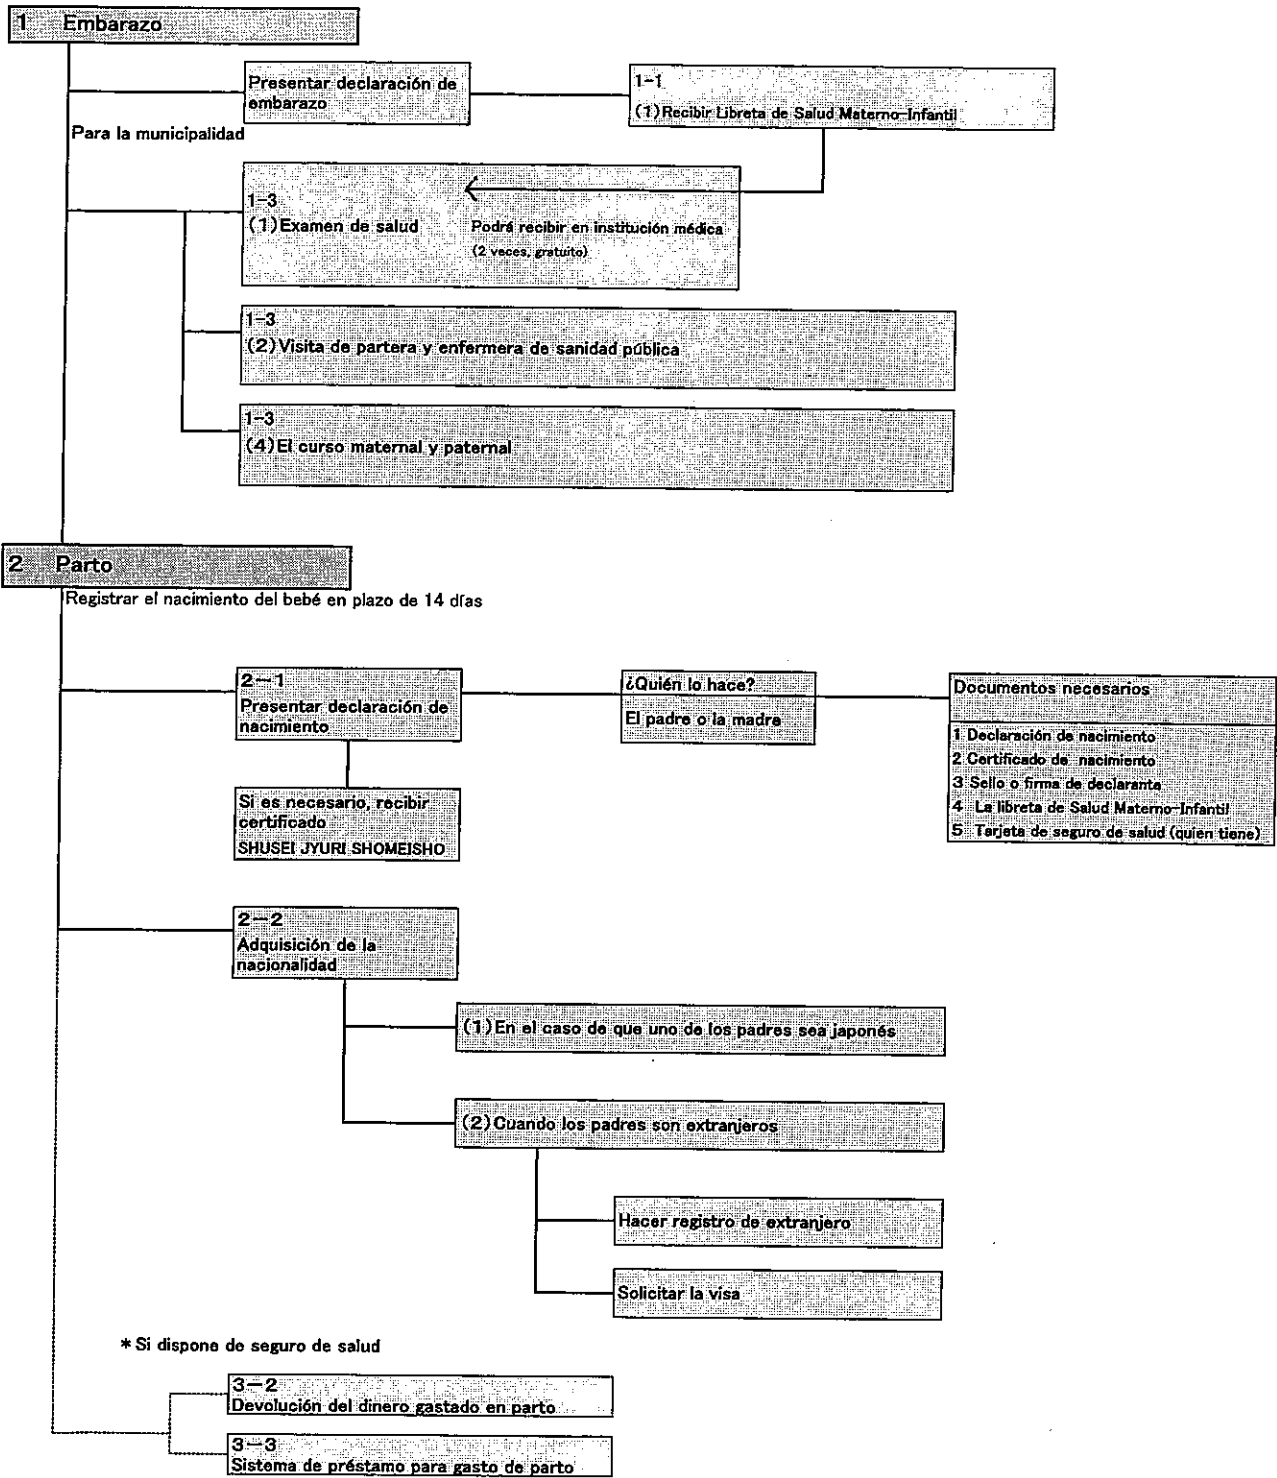 1 Embarazo
Presentar declaración de
embarazo
1-1
(1)Recibir Libreta de Salud Materno-Infantil
Para la municipalidad
1-3
(1)Examen de salud
Podrá recibir en institución médica
(2 veces, gratuito)
1-3
(2)Visita de partera y enfermera de sanidad pública
1-3
(4)El curso maternal y paternal
2 Parto
Registrar el nacimiento del bebé en plazo de 14 días
2-1
Presentar declaración de
nacimiento
¿Quién lo hace?
El padre o la madre
Documentos necesarios
1 Declaración de nacimiento
2 Certificado de nacimiento
3 Sello o firma de declarante
4 La libreta de Salud Materno-Infantil
5 Tarjeta de seguro de salud (quien tiene)
Si es necesario, recibir
certificado
SHUSEI JYURI SHOMEISHO
2-2
Adquisición de la
nacionalidad
(1)En el caso de que uno de los padres sea japonés
(2)Cuando los padres son extranjeros
Hacer registro de extranjero
Solicitar la visa
* Si dispone de seguro de salud
3-2
Devolución del dinero gastado en parto
3-3
Sistema de préstamo para gasto de parto